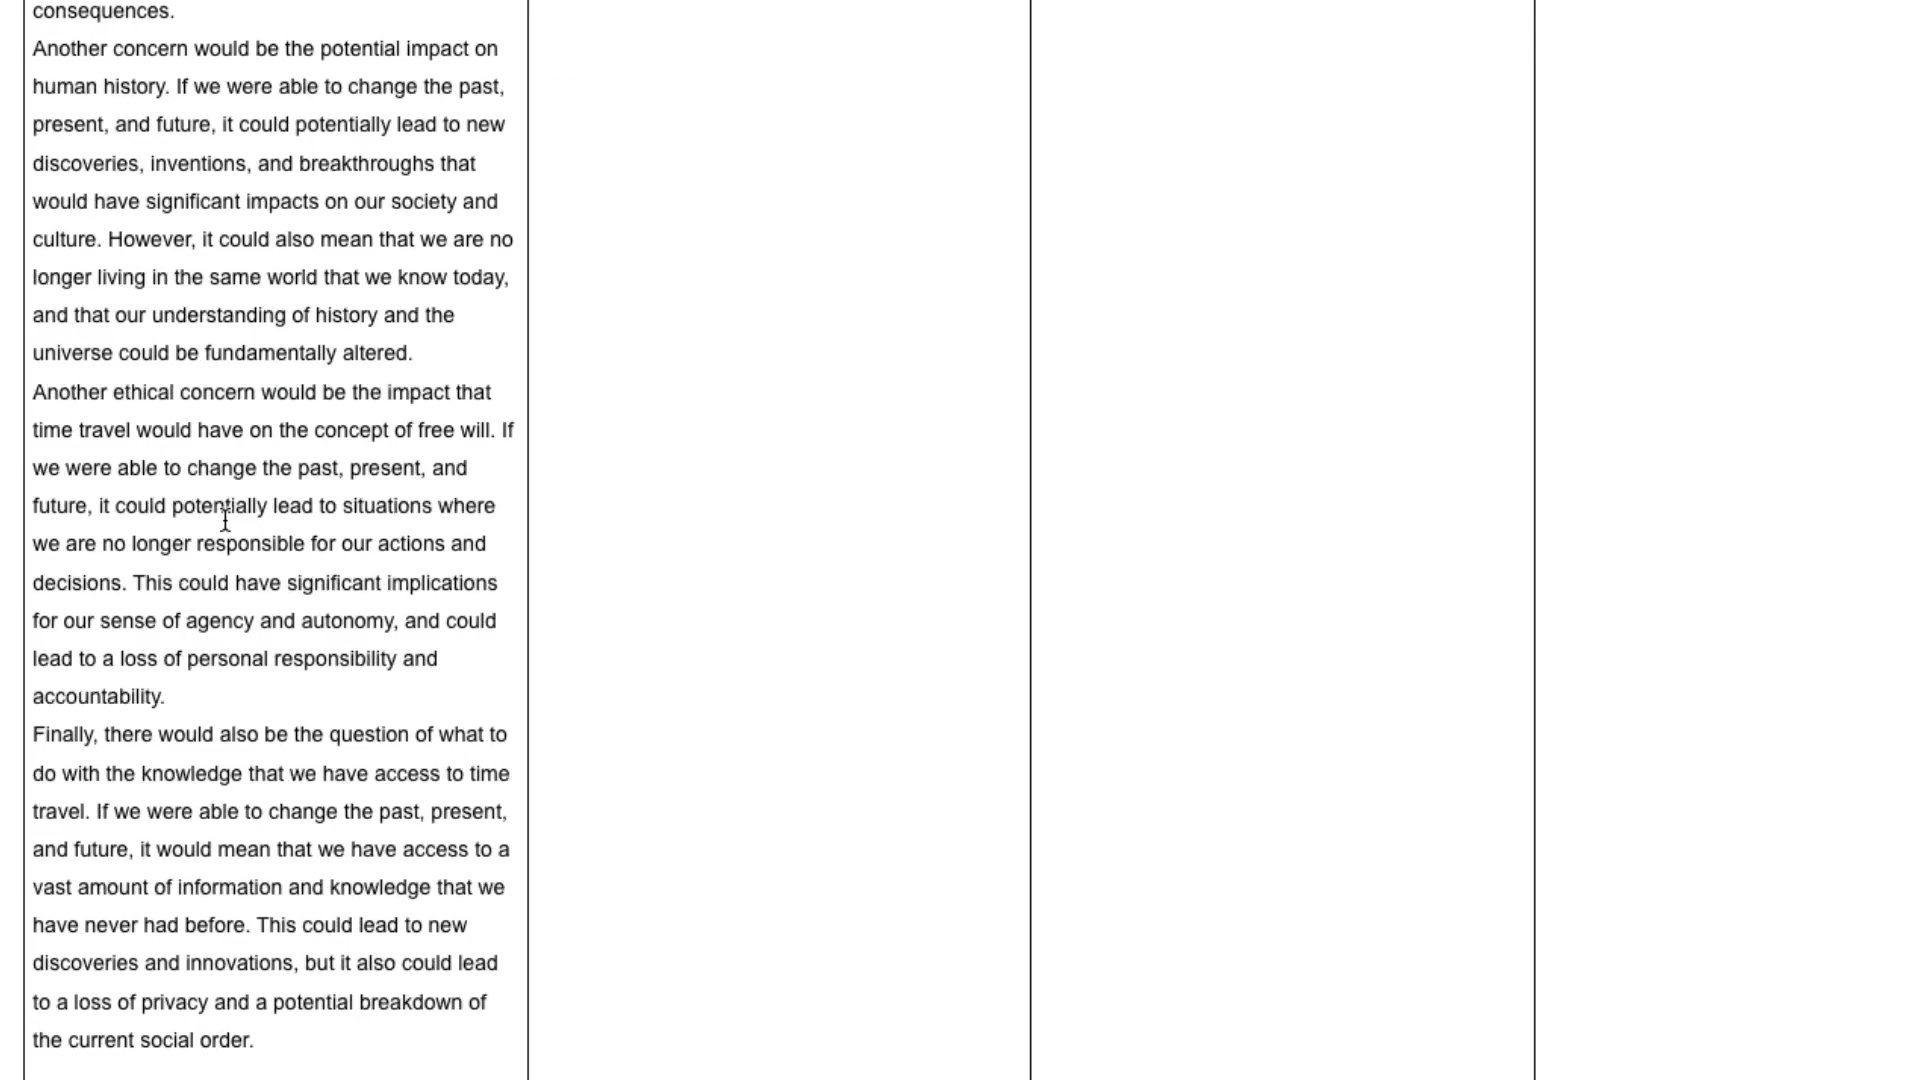 consequences.
Another concern would be the potential impact on
human history. If we were able to change the past,
present, and future, it could potentially lead to new
discoveries, inventions, and breakthroughs that
would have significant impacts on our society and
culture. However, it could also mean that we are no
longer living in the same world that we know today,
and that our understanding of history and the
universe could be fundamentally altered.
Another ethical concern would be the impact that
time travel would have on the concept of free will. If
we were able to change the past, present, and
future, it could potentially lead to situations where
we are no longer responsible for our actions and
decisions. This could have significant implications
for our sense of agency and autonomy, and could
lead to a loss of personal responsibility and
accountability.
Finally, there would also be the question of what to
do with the knowledge that we have access to time
travel. If we were able to change the past, present,
and future, it would mean that we have access to a
vast amount of information and knowledge that we
have never had before. This could lead to new
discoveries and innovations, but it also could lead
to a loss of privacy and a potential breakdown of
the current social order.